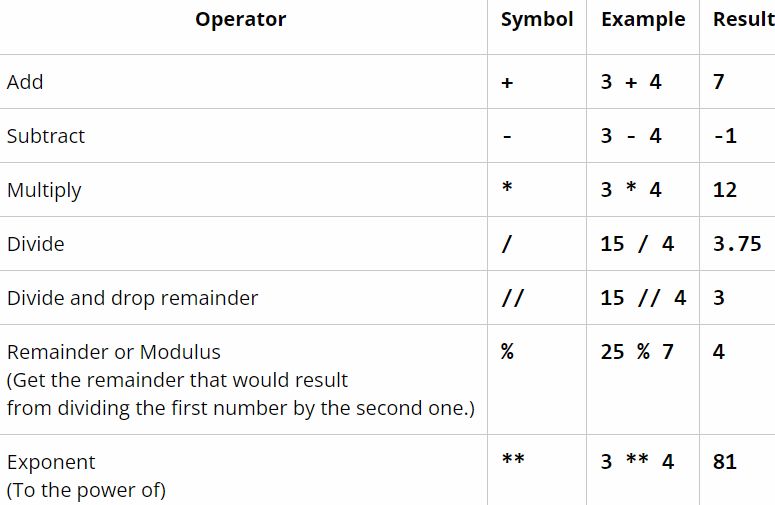 Operator Symbol Example Result
Add + 3 + 4 7
Subtract - 3 - 4 -1
Multiply * 3 * 4 12
Divide / 15 / 4 3.75
Divide and drop remainder // 15 // 4 3
Remainder or Modulus % 25 % 7 4
(Get the remainder that would result
from dividing the first number by the second one.)
Exponent ** 3 ** 4 81
(To the power of)